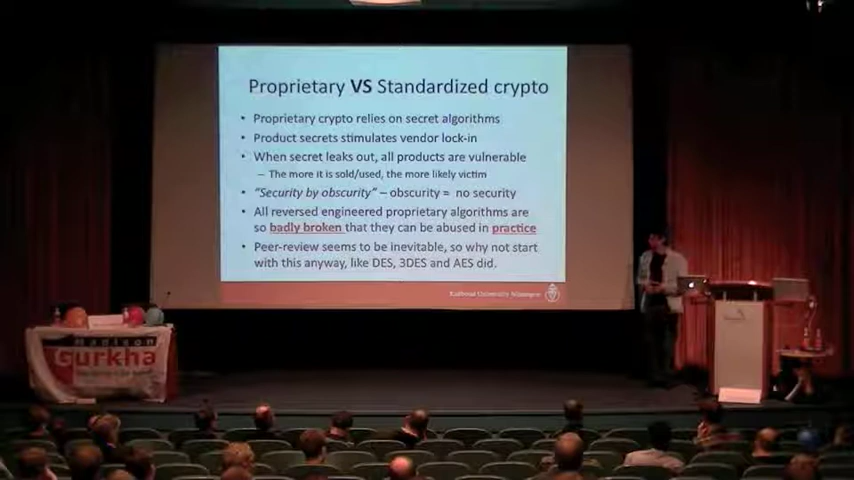 Proprietary VS Standardized crypto
• Proprietary crypto relies on secret algorithms
• Product secrets stimulates vendor lock-in
• When secret leaks out, all products are vulnerable
– The more it is sold/used, the more likely victim
• "Security by obscurity" – obscurity = no security
• All reversed engineered proprietary algorithms are
so badly broken that they can be abused in practice
• Peer-review seems to be inevitable, so why not start
with this anyway, like DES, 3DES and AES did.
Radboud University Nijmegen
Madison
Gurkha